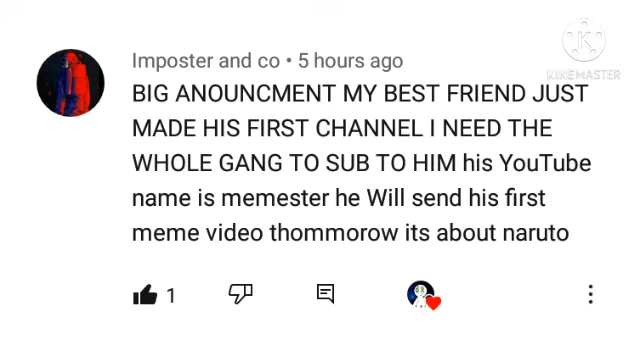 Imposter and co • 5 hours ago
BIG ANOUNCMENT MY BEST FRIEND JUST
MADE HIS FIRST CHANNEL I NEED THE
WHOLE GANG TO SUB TO HIM his YouTube
name is memester he Will send his first
meme video thommorow its about naruto
1
K
KINEMASTER